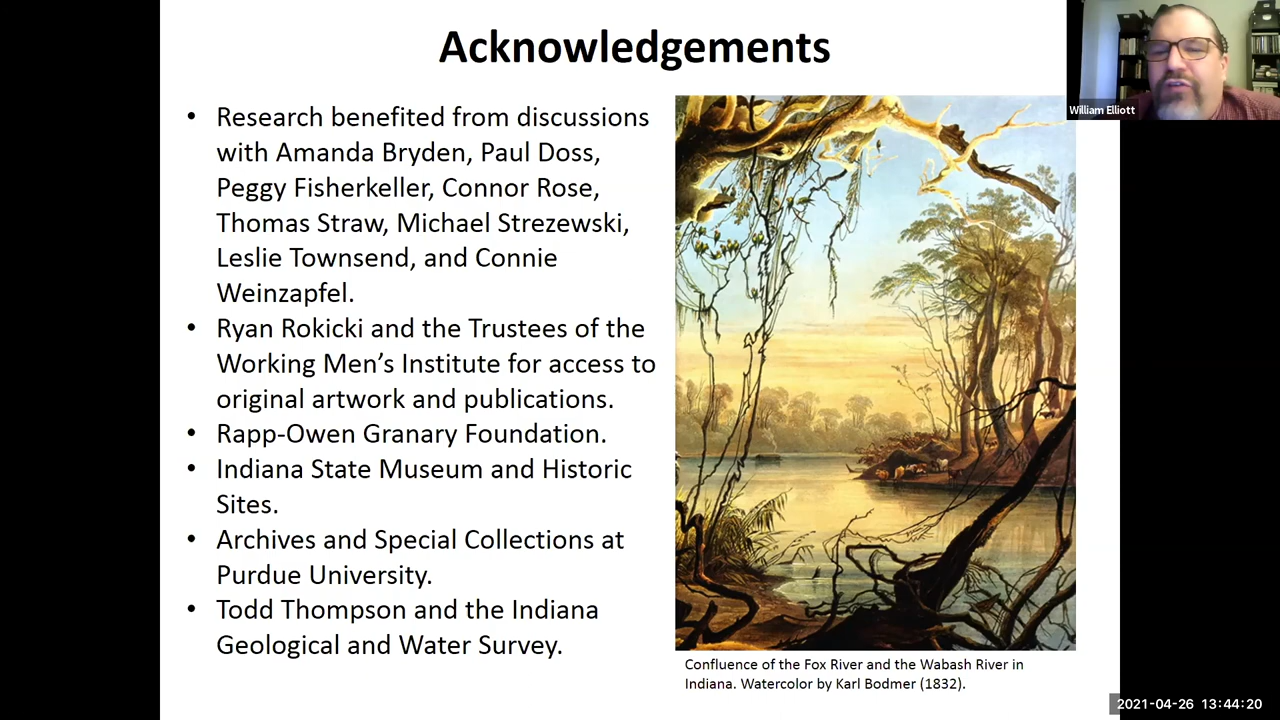 Acknowledgements
William Elliott
• Research benefited from discussions
with Amanda Bryden, Paul Doss,
Peggy Fisherkeller, Connor Rose,
Thomas Straw, Michael Strezewski,
Leslie Townsend, and Connie
Weinzapfel.
• Ryan Rokicki and the Trustees of the
Working Men’s Institute for access to
original artwork and publications.
• Rapp-Owen Granary Foundation.
• Indiana State Museum and Historic
Sites.
• Archives and Special Collections at
Purdue University.
• Todd Thompson and the Indiana
Geological and Water Survey.
Confluence of the Fox River and the Wabash River in
Indiana. Watercolor by Karl Bodmer (1832).
2021-04-26 13:44:20